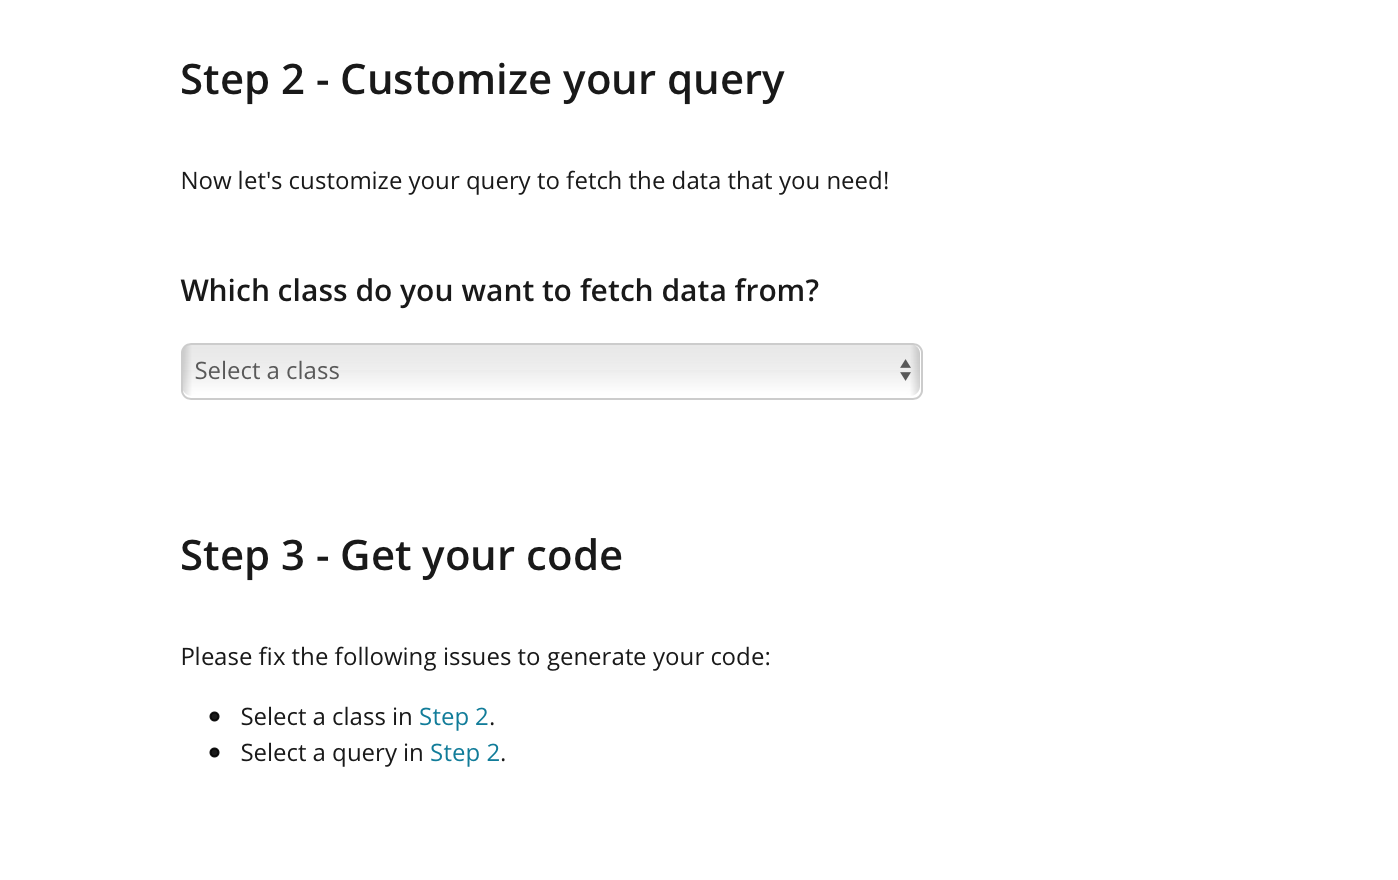 Step 2 - Customize your query
Now let's customize your query to fetch the data that you need!
Which class do you want to fetch data from?
Select a class
Step 3 - Get your code
Please fix the following issues to generate your code:
Select a class in Step 2.
Select a query in Step 2.